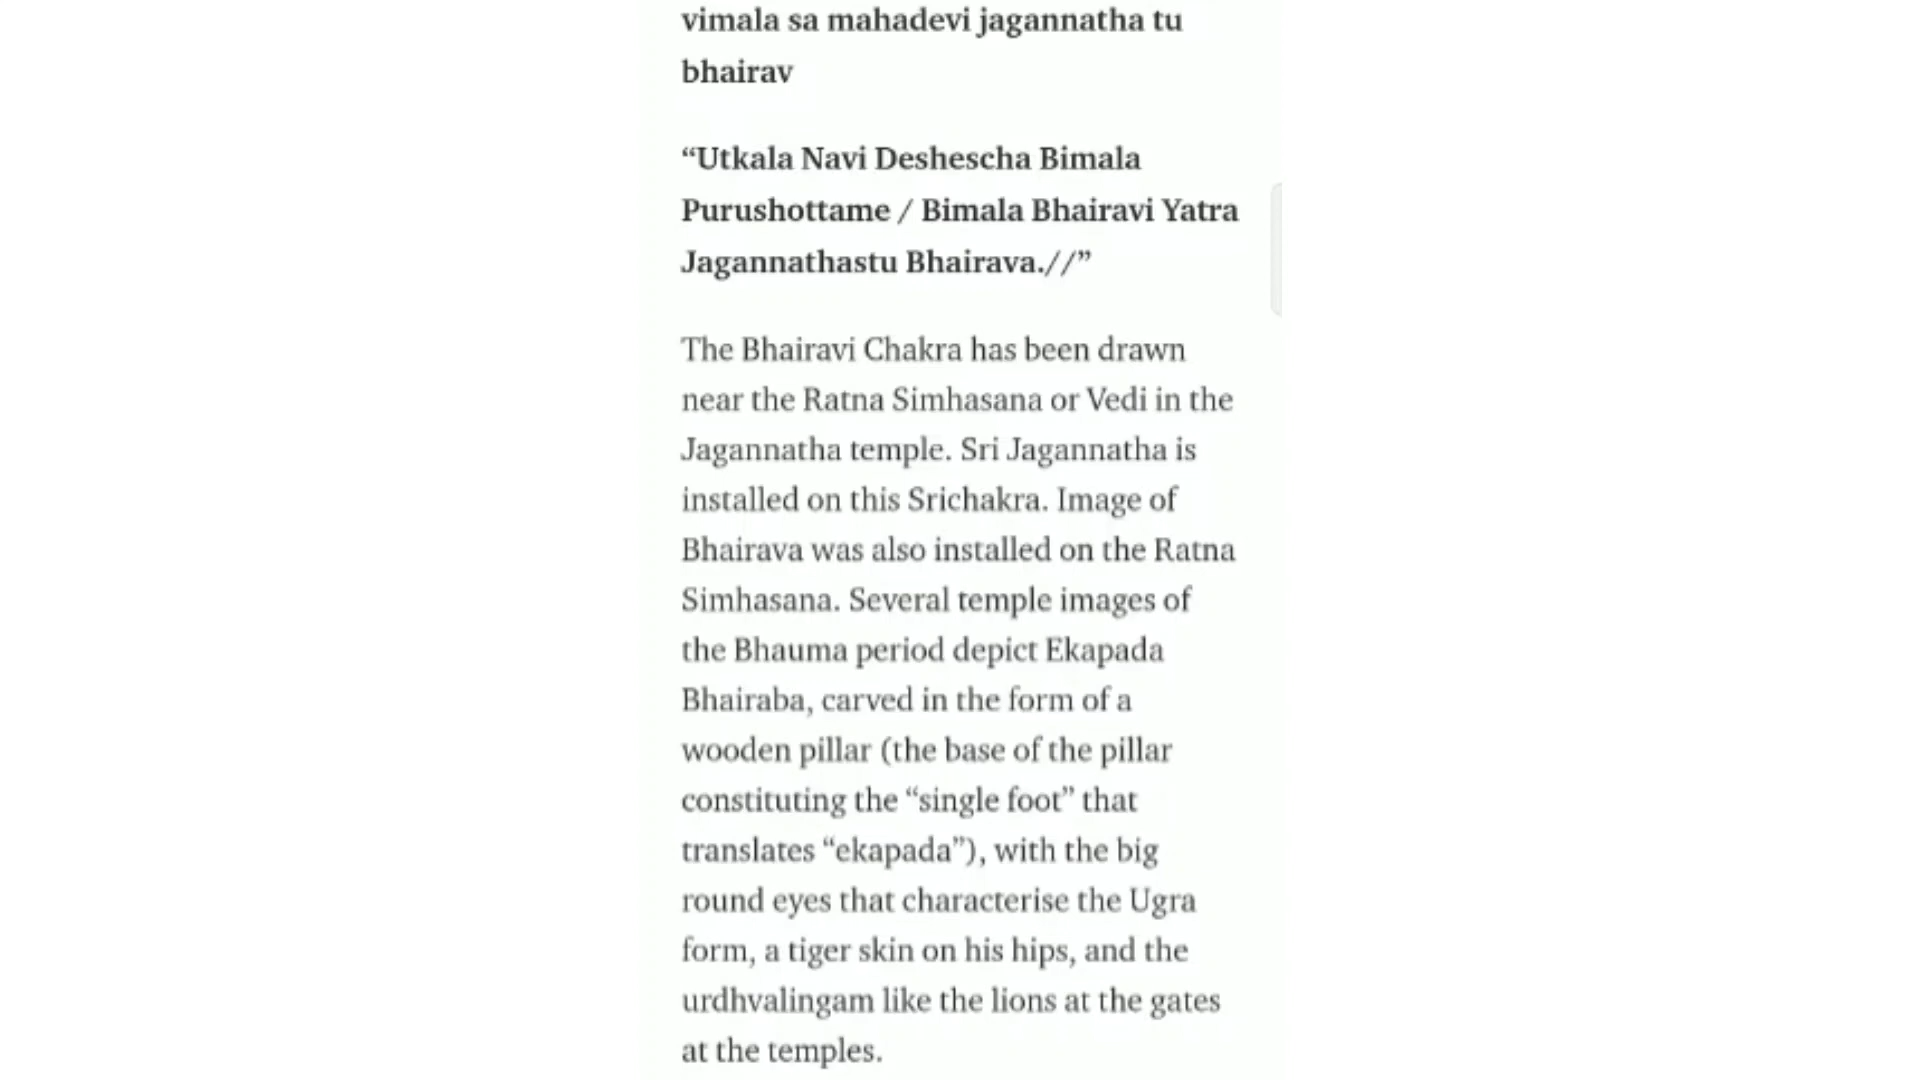 vimala sa mahadevi jagannatha tu
bhairav
“Utkala Navi Deshescha Bimala
Purushottame / Bimala Bhairavi Yatra
Jagannathastu Bhairava.//”
The Bhairavi Chakra has been drawn
near the Ratna Simhasana or Vedi in the
Jagannatha temple. Sri Jagannatha is
installed on this Srichakra. Image of
Bhairava was also installed on the Ratna
Simhasana. Several temple images of
the Bhauma period depict Ekapada
Bhairaba, carved in the form of a
wooden pillar (the base of the pillar
constituting the “single foot” that
translates “ekapada”), with the big
round eyes that characterise the Ugra
form, a tiger skin on his hips, and the
urdhvalingam like the lions at the gates
at the temples.